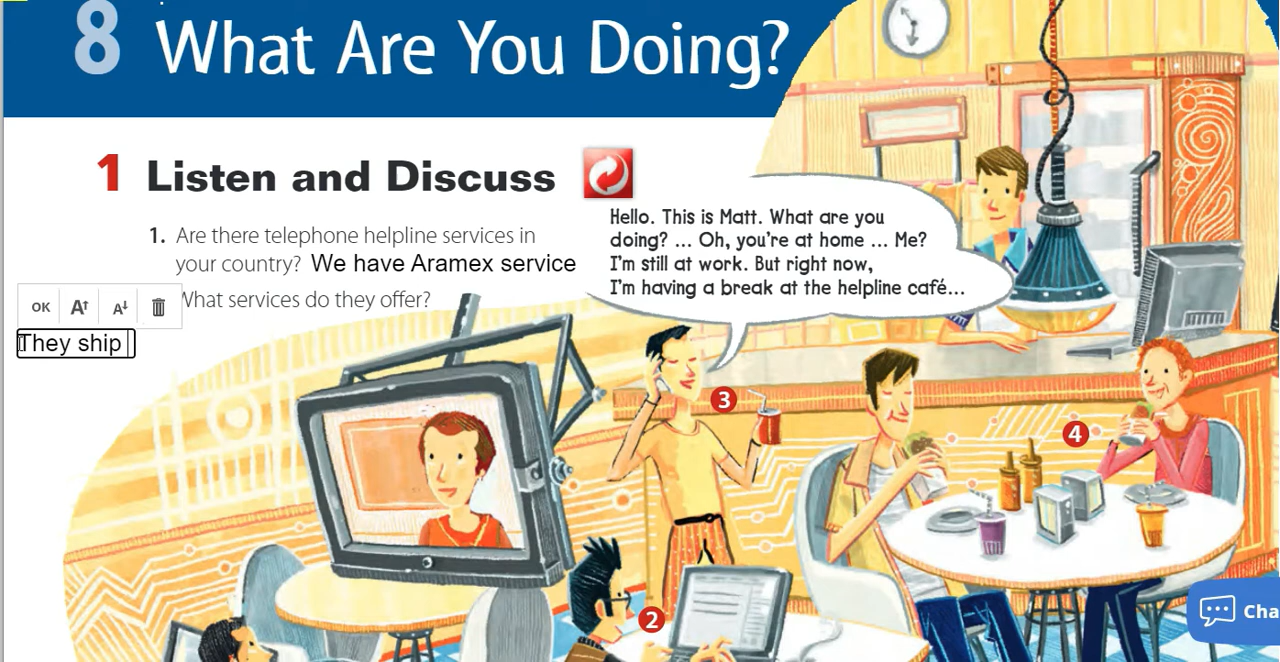 8 What Are You Doing?
1 Listen and Discuss
1. Are there telephone helpline services in
your country? We have Aramex service
What services do they offer?
OK A A
They ship
Hello. This is Matt. What are you
doing? ... Oh, you're at home ... Me?
I'm still at work. But right now,
I'm having a break at the helpline café...
3
4
2
Cha